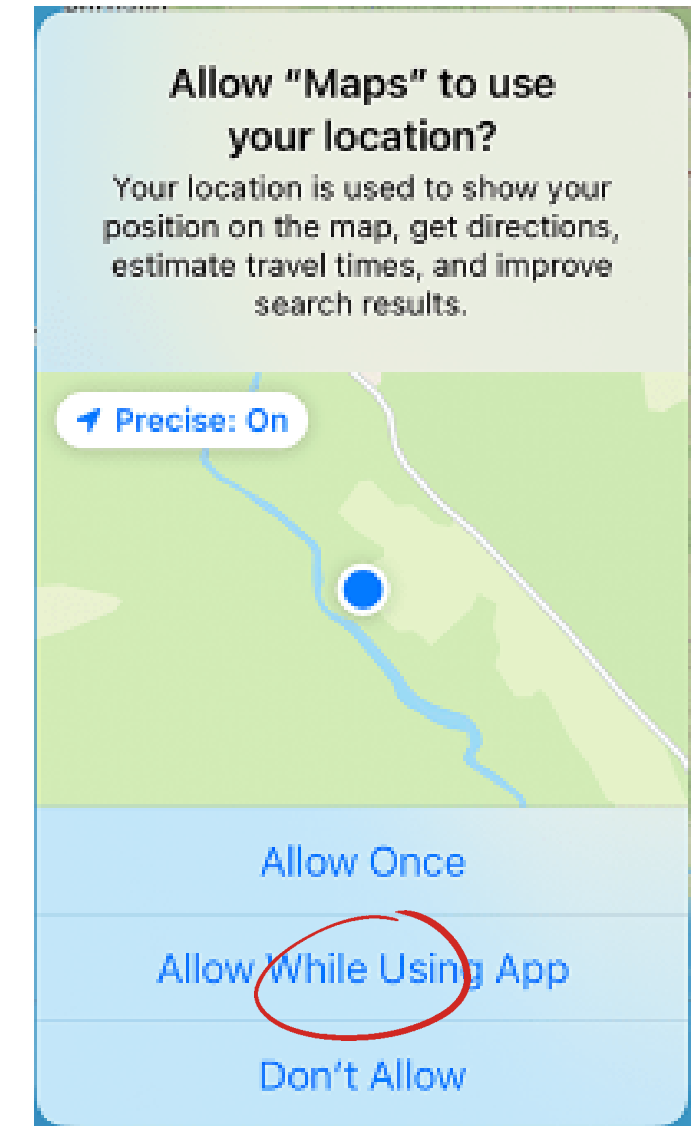 Allow “Maps” to use
your location?
Your location is used to show your
position on the map, get directions,
estimate travel times, and improve
search results.
Precise: On
Allow Once
Allow While Using App
Don’t Allow